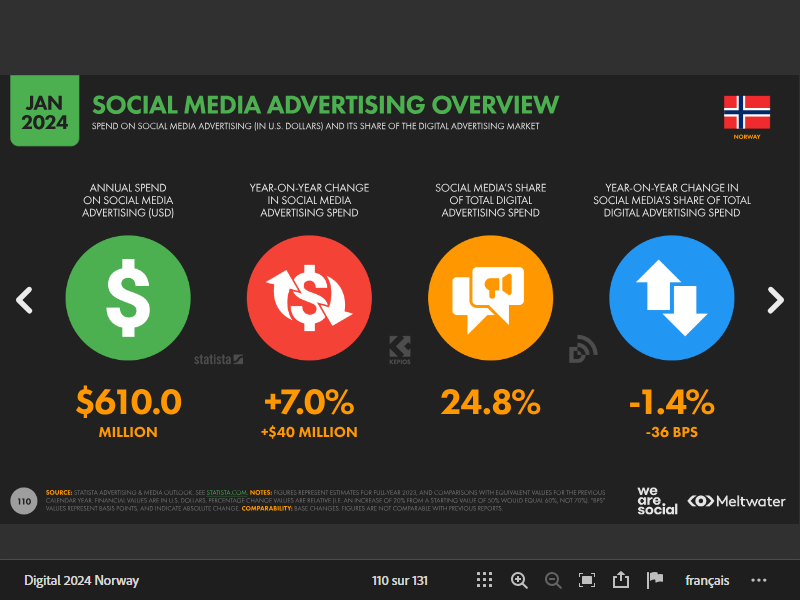 JAN
2024
SOCIAL MEDIA ADVERTISING OVERVIEW
SPEND ON SOCIAL MEDIA ADVERTISING (IN U.S. DOLLARS) AND ITS SHARE OF THE DIGITAL ADVERTISING MARKET
NORWAY
ANNUAL SPEND
ON SOCIAL MEDIA
ADVERTISING (USD)
$
$610.0
MILLION
YEAR-ON-YEAR CHANGE
IN SOCIAL MEDIA
ADVERTISING SPEND
$
+7.0%
+$40 MILLION
SOCIAL MEDIA'S SHARE
OF TOTAL DIGITAL
ADVERTISING SPEND
24.8%
YEAR-ON-YEAR CHANGE IN
SOCIAL MEDIA'S SHARE OF TOTAL
DIGITAL ADVERTISING SPEND
-1.4%
-36 BPS
statista
KEPIOS
110
SOURCE: STATISTA ADVERTISING & MEDIA OUTLOOK. SEE STATISTA.COM. NOTES: FIGURES REPRESENT ESTIMATES FOR FULL-YEAR 2023, AND COMPARISONS WITH EQUIVALENT VALUES FOR THE PREVIOUS
CALENDAR YEAR. FINANCIAL VALUES ARE IN U.S. DOLLARS. PERCENTAGE CHANGE VALUES ARE RELATIVE (I.E. AN INCREASE OF 20% FROM A STARTING VALUE OF 50% WOULD EQUAL 60%, NOT 70%). "BPS"
VALUES REPRESENT BASIS POINTS, AND INDICATE ABSOLUTE CHANGE. COMPARABILITY: BASE CHANGES. FIGURES ARE NOT COMPARABLE WITH PREVIOUS REPORTS.
we
are.
social
Meltwater
Digital 2024 Norway
110 sur 131
français